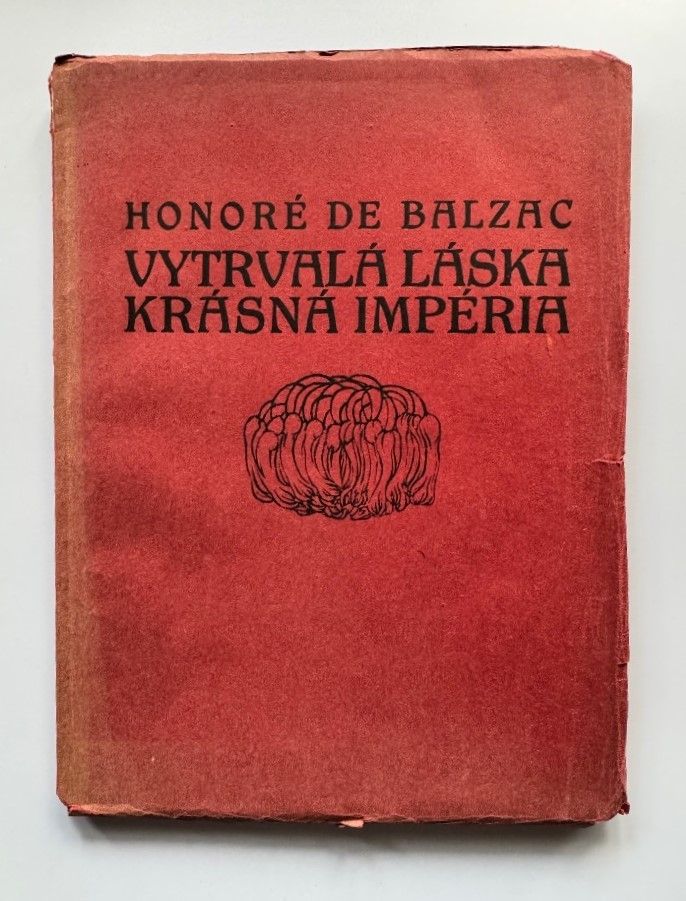 HONORÉ DE BALZAC
VYTRVALÁ LÁSKA
KRÁSNÁ IMPÉRIA